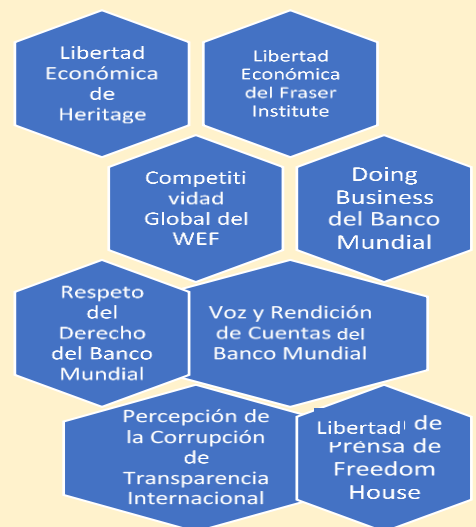 Libertad
Económica
de
Heritage
Libertad
Económica
del Fraser
Institute
Competiti
vidad
Global del
WEF
Doing
Business
del Banco
Mundial
Respeto
del
Derecho
del Banco
Mundial
Voz y Rendición
de Cuentas del
Banco Mundial
Percepción de
la Corrupción
de
Transparencia
Internacional
Libertad de
Prensa de
Freedom
House